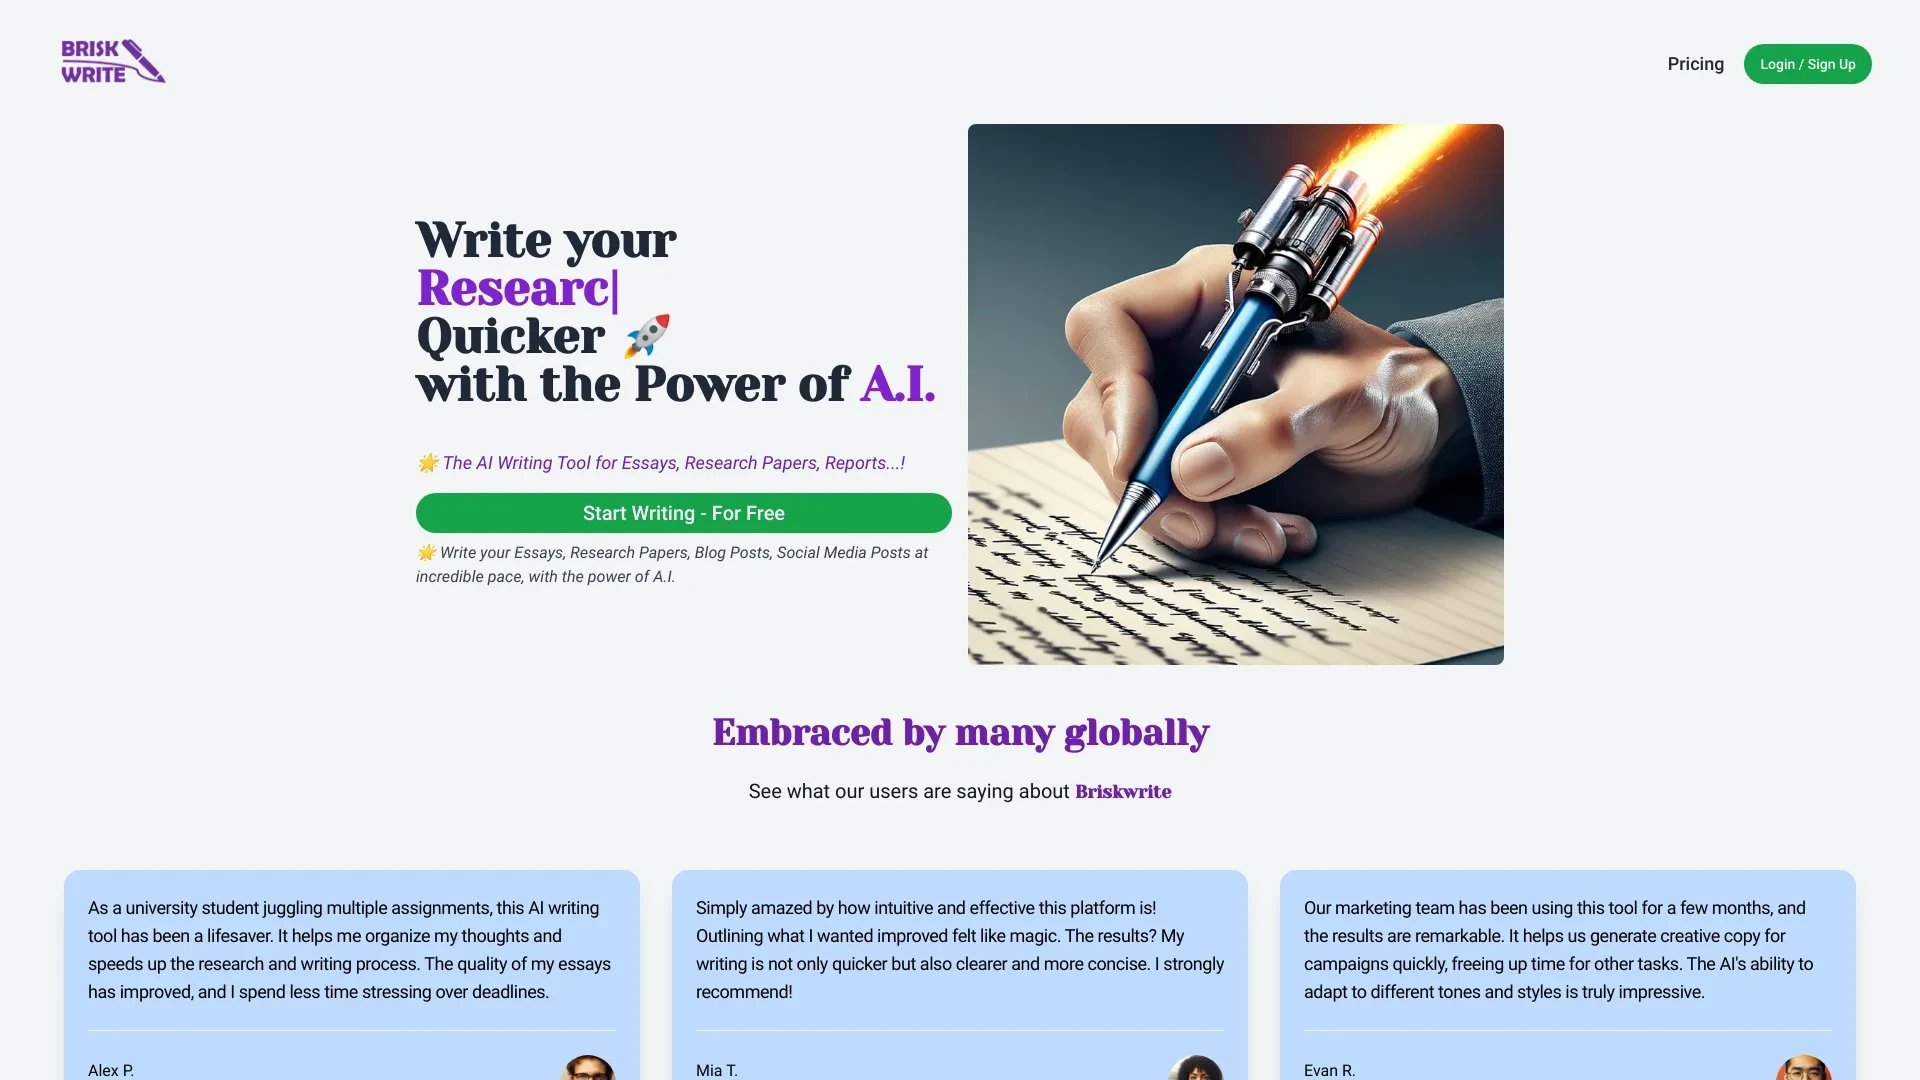 BRISK
WRITE
Pricing
Login / Sign Up
Write your
Researc|
Quicker 🚀
with the Power of A.I.
🌟 The AI Writing Tool for Essays, Research Papers, Reports...!
Start Writing - For Free
🌟 Write your Essays, Research Papers, Blog Posts, Social Media Posts at
incredible pace, with the power of A.I.
Embraced by many globally
See what our users are saying about Briskwrite
As a university student juggling multiple assignments, this AI writing
tool has been a lifesaver. It helps me organize my thoughts and
speeds up the research and writing process. The quality of my essays
has improved, and I spend less time stressing over deadlines.
Alex P.
Simply amazed by how intuitive and effective this platform is!
Outlining what I wanted improved felt like magic. The results? My
writing is not only quicker but also clearer and more concise. I strongly
recommend!
Mia T.
Our marketing team has been using this tool for a few months, and
the results are remarkable. It helps us generate creative copy for
campaigns quickly, freeing up time for other tasks. The AI's ability to
adapt to different tones and styles is truly impressive.
Evan R.